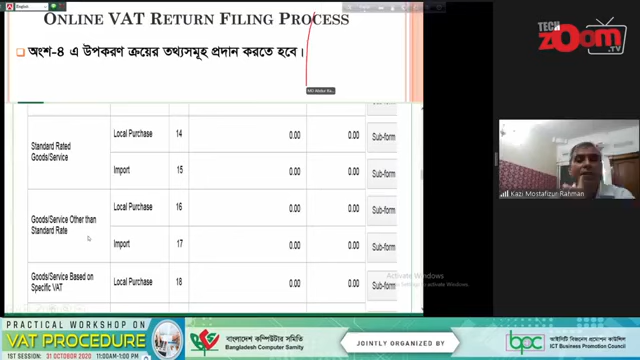 ONLINE VAT RETURN FILING PROCESS
TECH
zOOm.TV
অংশ-৪ এ উপকরণ ক্রয়ের তথ্যসমূহ প্রদান করতে হবে।
Standard Rated
Goods/Service
Local Purchase 14 0.00 0.00 Sub-form
Import 15 0.00 0.00 Sub-form
Goods/Service Other than
Standard Rate
Local Purchase 16 0.00 0.00 Sub-form
Import 17 0.00 0.00 Sub-form
Goods/Service Based on
Specific VAT
Local Purchase 18 0.00 0.00 Sub-form
Kazi Mostafizur Rahman
Activate Windows
PRACTICAL WORKSHOP ON
VAT PROCEDURE
1ST SESSION: 31 OCTOBER 2020 11:00AM-1:00 PM
বাংলাদেশ কম্পিউটার সমিতি
Bangladesh Computer Samity
JOINTLY ORGANIZED BY
bpc
আইসিটি বিজনেস প্রমোশন কাউন্সিল
ICT Business Promotion Council